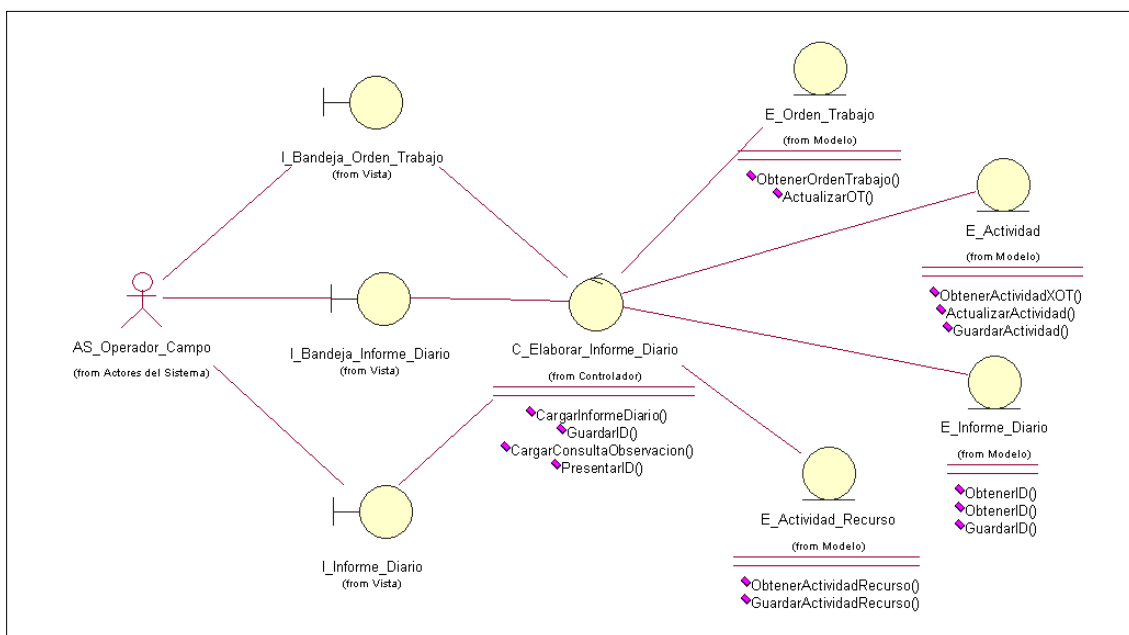 E_Orden_Trabajo
(from Modelo)
ObtenerOrdenTrabajo()
ActualizarOT()
I_Bandeja_Orden_Trabajo
(from Vista)
E_Actividad
(from Modelo)
ObtenerActividadXOT()
ActualizarActividad()
GuardarActividad()
AS_Operador_Campo
(from Actores del Sistema)
I_Bandeja_Informe_Diario
(from Vista)
C_Elaborar_Informe_Diario
(from Controlador)
CargarInformeDiario()
GuardarID()
CargarConsultaObservacion()
PresentarID()
E_Informe_Diario
(from Modelo)
ObtenerID()
ObtenerID()
GuardarID()
E_Actividad_Recurso
(from Modelo)
ObtenerActividadRecurso()
GuardarActividadRecurso()
I_Informe_Diario
(from Vista)